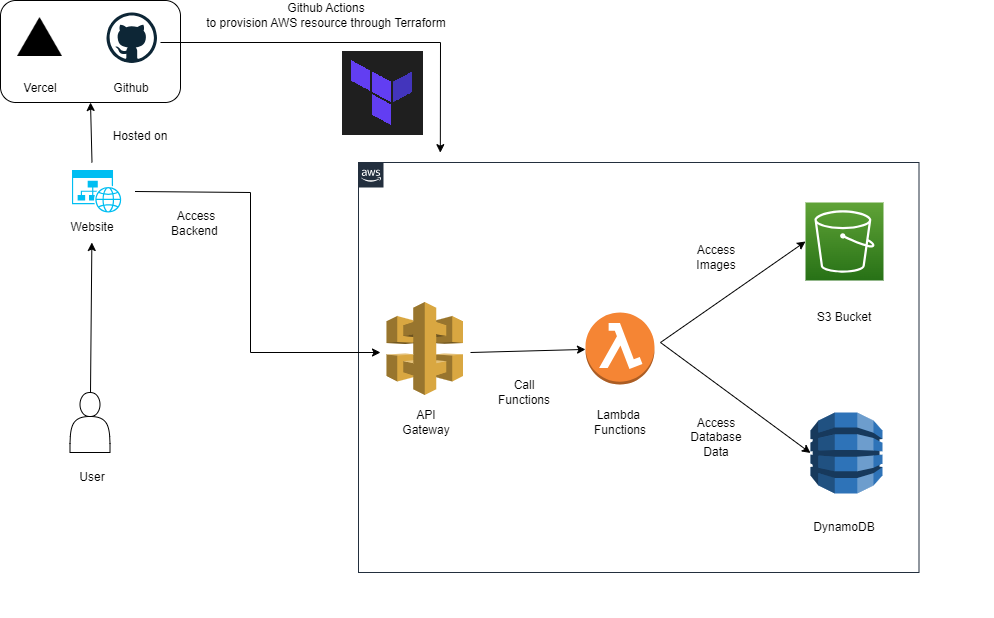 Github Actions
to provision AWS resource through Terraform
Vercel
Github
Hosted on
aws
Website
Access
Backend
Access
Images
S3 Bucket
API
Gateway
Call
Functions
Lambda
Functions
Access
Database
Data
User
DynamoDB